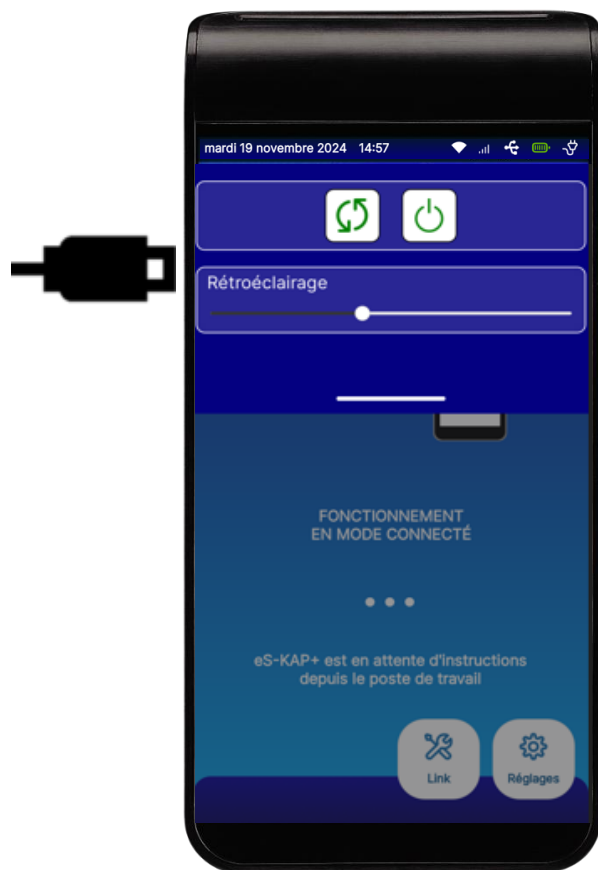 mardi 19 novembre 2024 14:57
Rétroéclairage
FONCTIONNEMENT
EN MODE CONNECTÉ
eS-KAP+ est en attente d'instructions
depuis le poste de travail
Link
Réglages